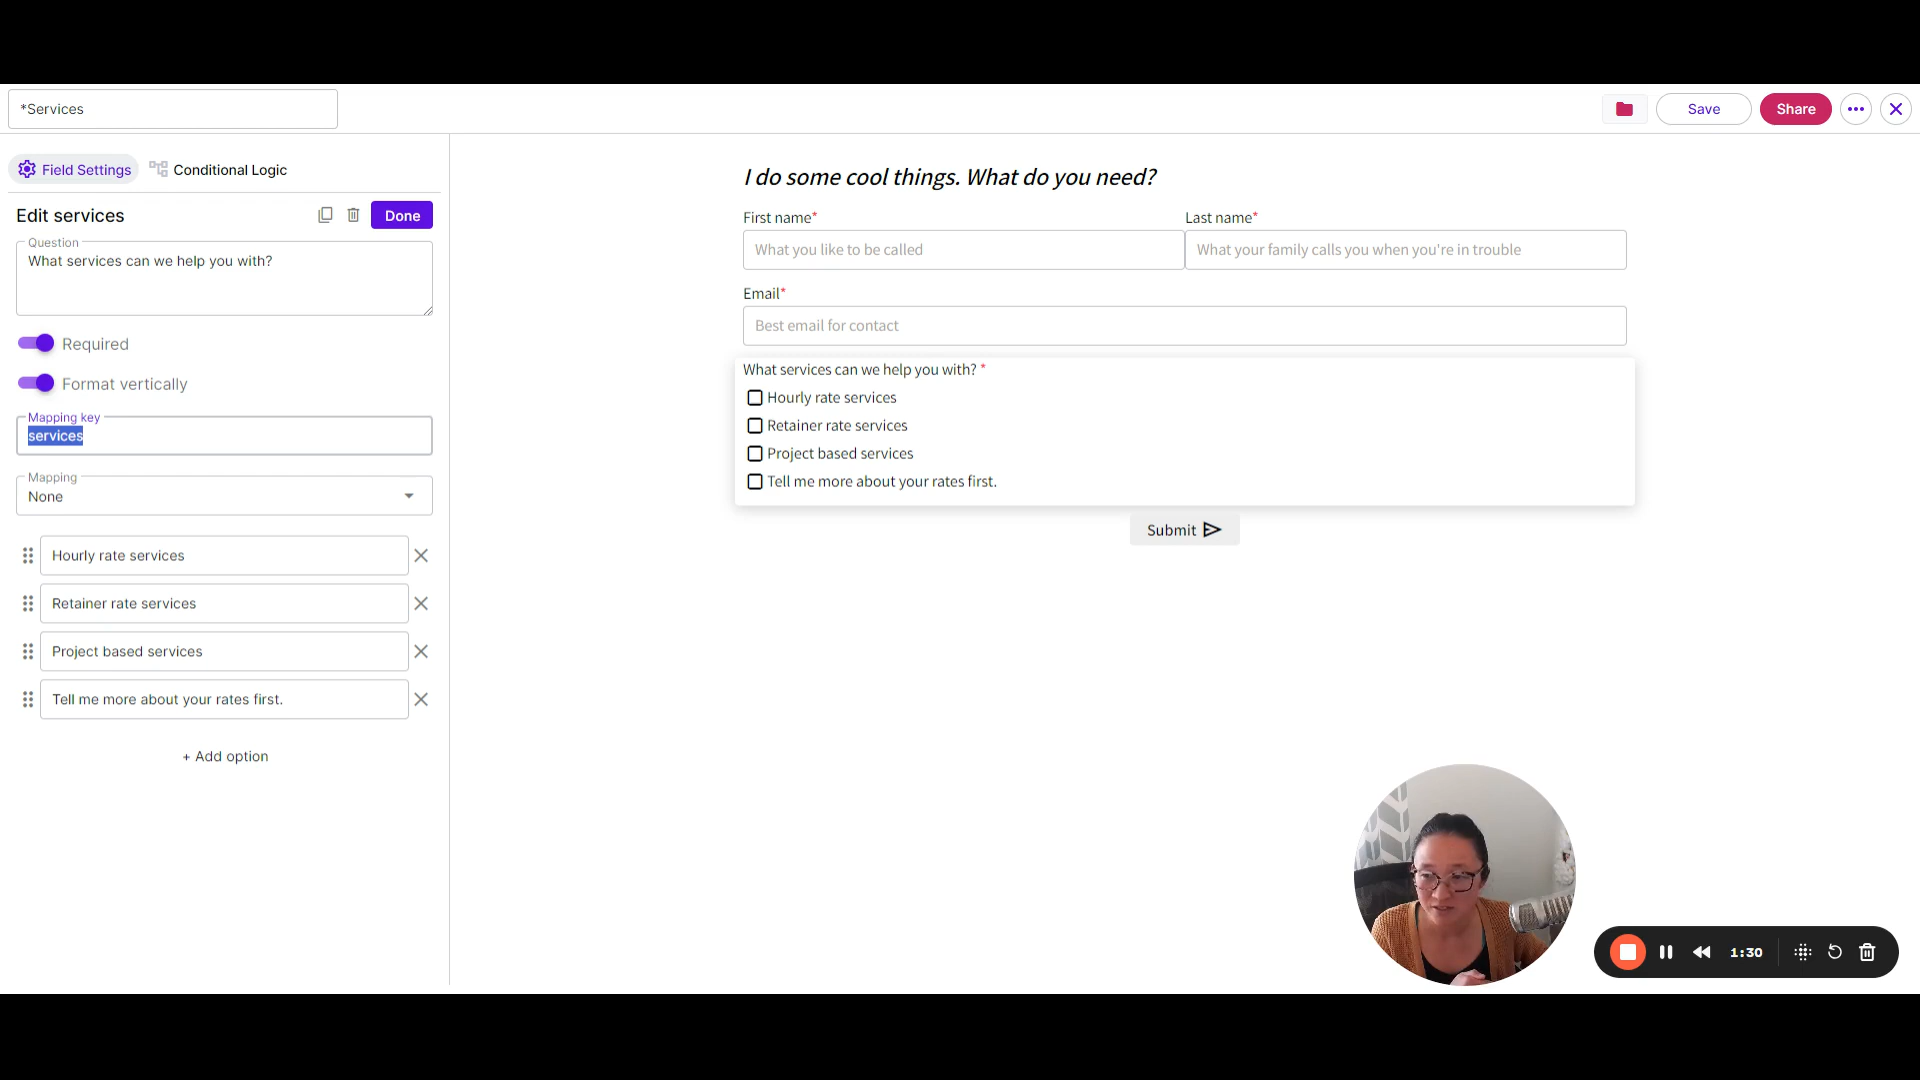 *Services
Save
Share
Field Settings
Conditional Logic
Edit services
Done
Question
What services can we help you with?
Required
Format vertically
Mapping key
services
Mapping
None
Hourly rate services
Retainer rate services
Project based services
Tell me more about your rates first.
+ Add option
I do some cool things. What do you need?
First name*
Last name*
What you like to be called
What your family calls you when you're in trouble
Email*
Best email for contact
What services can we help you with? *
Hourly rate services
Retainer rate services
Project based services
Tell me more about your rates first.
Submit
1:30